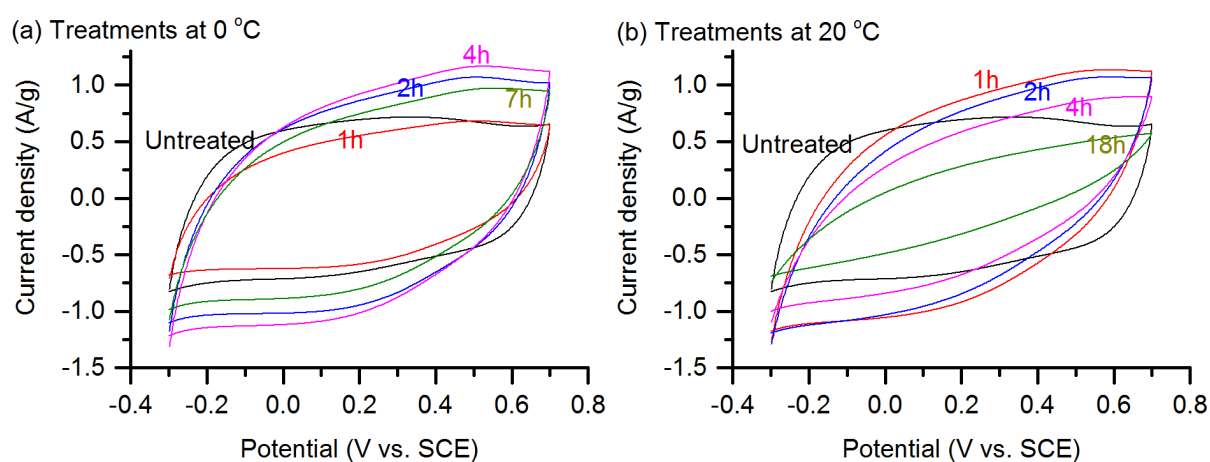 (a) Treatments at 0 °C
Current density (A/g)
1.0
0.5
0.0
-0.5
-1.0
-1.5
4h
2h
7h
Untreated
1h
-0.4 -0.2 0.0 0.2 0.4 0.6 0.8
Potential (V vs. SCE)
(b) Treatments at 20 °C
Current density (A/g)
1.0
0.5
0.0
-0.5
-1.0
-1.5
1h
2h
4h
Untreated
18h
-0.4 -0.2 0.0 0.2 0.4 0.6 0.8
Potential (V vs. SCE)